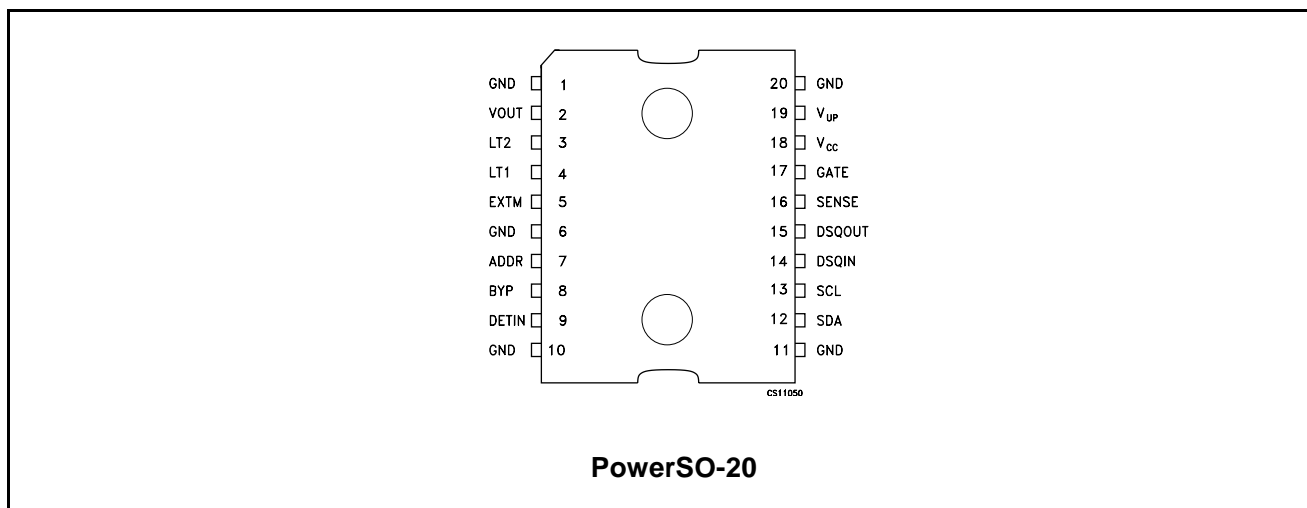 GND 1 20 GND
VOUT 2 19 VUP
LT2 3 18 VCC
LT1 4 17 GATE
EXTM 5 16 SENSE
GND 6 15 DSQOUT
ADDR 7 14 DSQIN
BYP 8 13 SCL
DETIN 9 12 SDA
GND 10 11 GND
CS11050
PowerSO-20